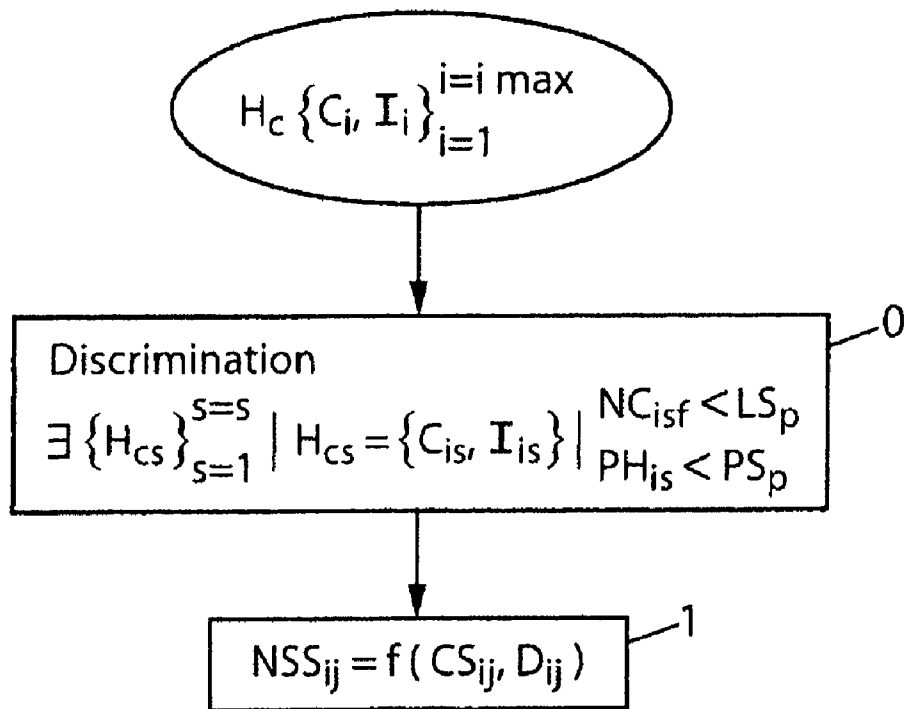 H_c {C_i, I_i}_{i=1}^{i=i max}
0
Discrimination
∃ {H_cs}_{s=1}^{s=s} | H_cs = {C_is, I_is} | NC_isf < LS_p
PH_is < PS_p
1
NSS_ij = f ( CS_ij, D_ij )